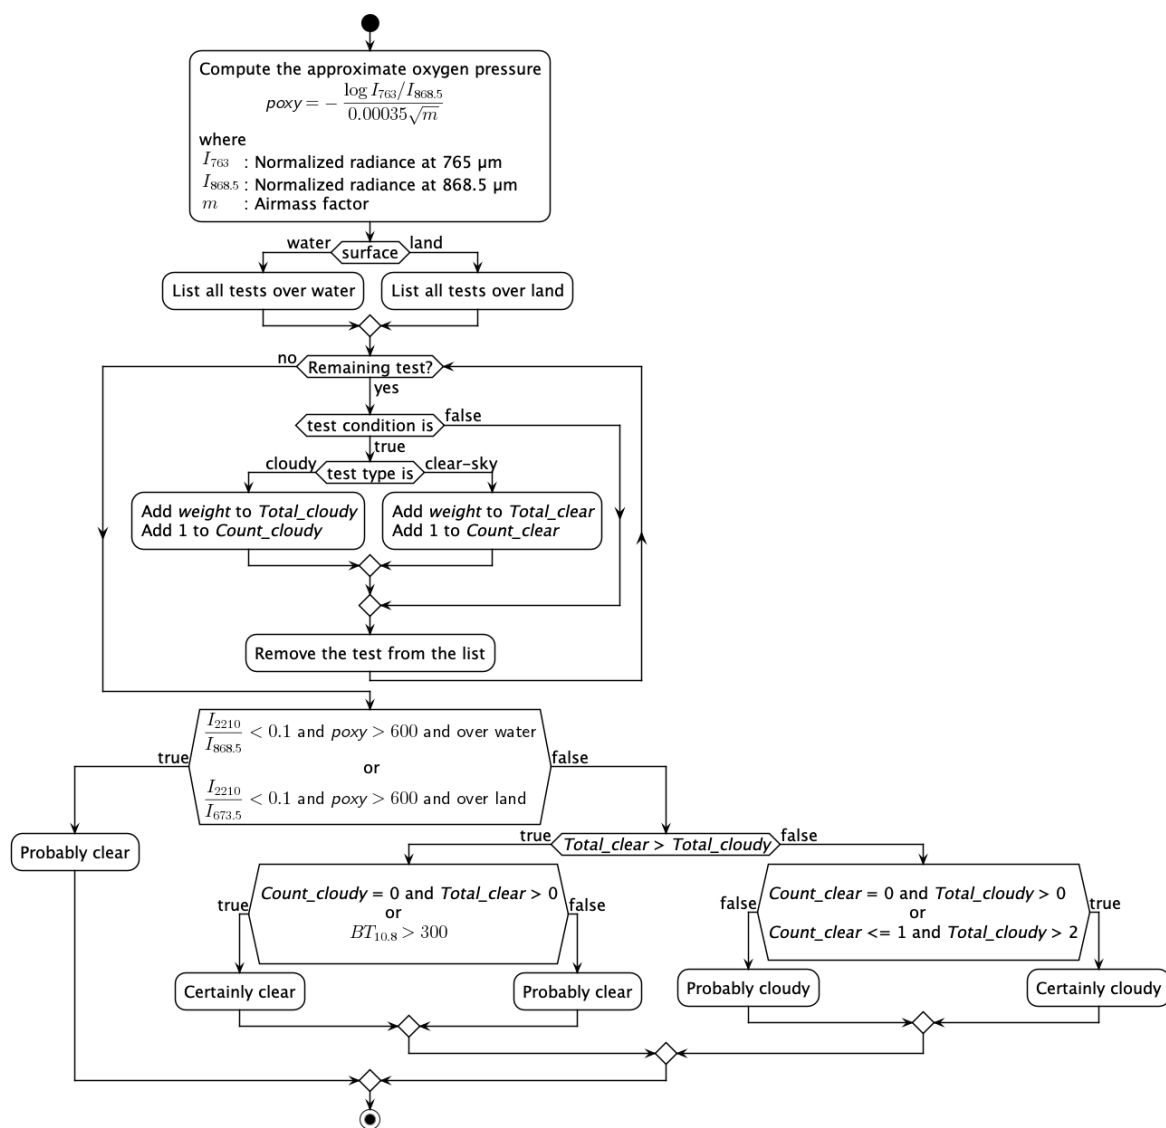 Compute the approximate oxygen pressure
poxy = − log I763/I868.5 / 0.00035√m
where
I763 : Normalized radiance at 765 µm
I868.5 : Normalized radiance at 868.5 µm
m : Airmass factor
water surface land
List all tests over water
List all tests over land
no Remaining test?
yes
test condition is false
true
cloudy test type is clear-sky
Add weight to Total_cloudy
Add 1 to Count_cloudy
Add weight to Total_clear
Add 1 to Count_clear
Remove the test from the list
I2210 / I868.5 < 0.1 and poxy > 600 and over water
true or false
I2210 / I673.5 < 0.1 and poxy > 600 and over land
Probably clear
true Total_clear > Total_cloudy false
Count_cloudy = 0 and Total_clear > 0
true or false
BT10.8 > 300
Certainly clear
Probably clear
Count_clear = 0 and Total_cloudy > 0
false or true
Count_clear <= 1 and Total_cloudy > 2
Probably cloudy
Certainly cloudy